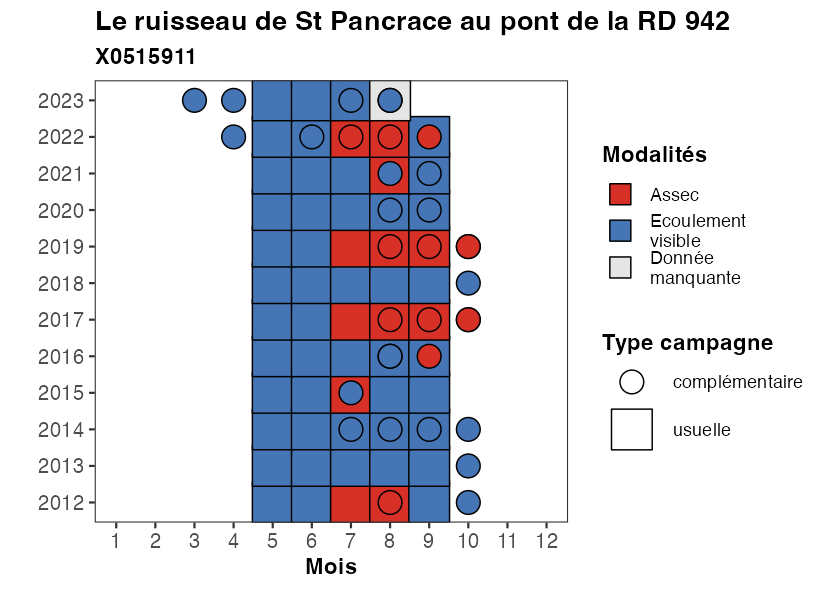 Le ruisseau de St Pancrace au pont de la RD 942
X0515911
2023
2022
2021
2020
2019
2018
2017
2016
2015
2014
2013
2012
1 2 3 4 5 6 7 8 9 10 11 12
Mois
Modalités
Assec
Ecoulement
visible
Donnée
manquante
Type campagne
complémentaire
usuelle